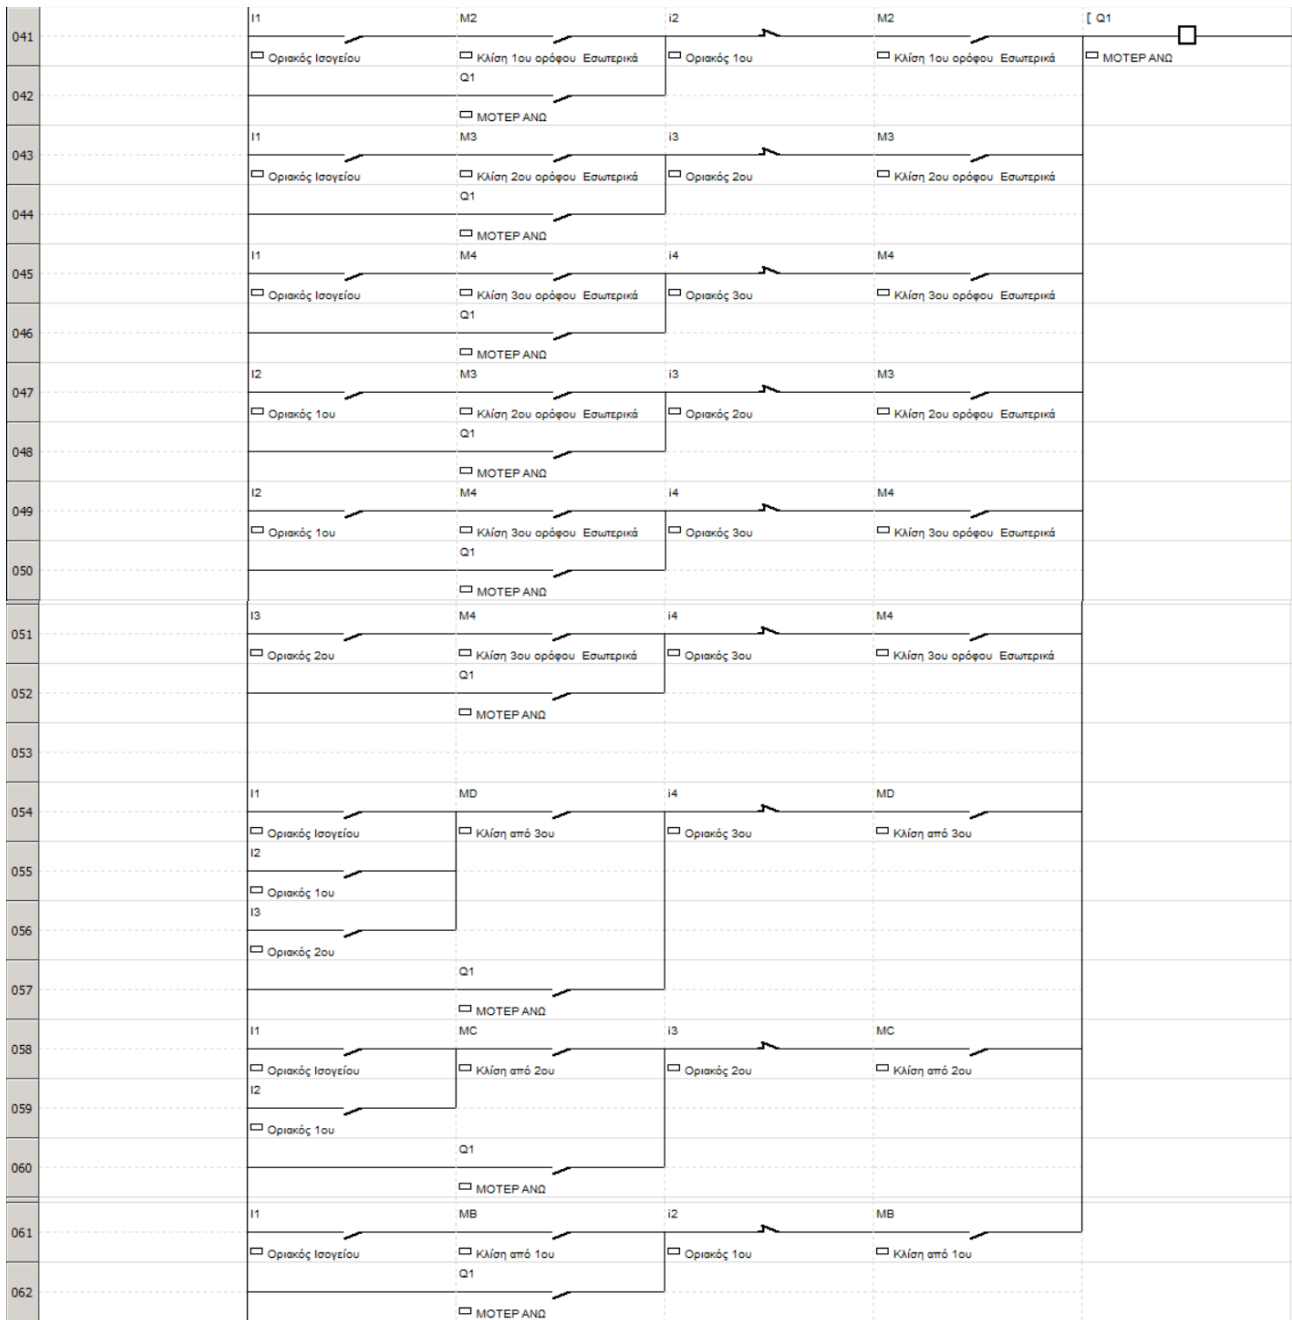 I1 M2 i2 M2 [ Q1
041
Οριακός Ισογείου Κλίση 1ου ορόφου Εσωτερικά Οριακός 1ου Κλίση 1ου ορόφου Εσωτερικά ΜΟΤΕΡ ΑΝΩ
Q1
042
ΜΟΤΕΡ ΑΝΩ
I1 M3 i3 M3
043
Οριακός Ισογείου Κλίση 2ου ορόφου Εσωτερικά Οριακός 2ου Κλίση 2ου ορόφου Εσωτερικά
Q1
044
ΜΟΤΕΡ ΑΝΩ
I1 M4 i4 M4
045
Οριακός Ισογείου Κλίση 3ου ορόφου Εσωτερικά Οριακός 3ου Κλίση 3ου ορόφου Εσωτερικά
Q1
046
ΜΟΤΕΡ ΑΝΩ
I2 M3 i3 M3
047
Οριακός 1ου Κλίση 2ου ορόφου Εσωτερικά Οριακός 2ου Κλίση 2ου ορόφου Εσωτερικά
Q1
048
ΜΟΤΕΡ ΑΝΩ
I2 M4 i4 M4
049
Οριακός 1ου Κλίση 3ου ορόφου Εσωτερικά Οριακός 3ου Κλίση 3ου ορόφου Εσωτερικά
Q1
050
ΜΟΤΕΡ ΑΝΩ
I3 M4 i4 M4
051
Οριακός 2ου Κλίση 3ου ορόφου Εσωτερικά Οριακός 3ου Κλίση 3ου ορόφου Εσωτερικά
Q1
052
ΜΟΤΕΡ ΑΝΩ
053
I1 MD i4 MD
054
Οριακός Ισογείου Κλίση από 3ου Οριακός 3ου Κλίση από 3ου
I2
055
Οριακός 1ου
I3
056
Οριακός 2ου
Q1
057
ΜΟΤΕΡ ΑΝΩ
I1 MC i3 MC
058
Οριακός Ισογείου Κλίση από 2ου Οριακός 2ου Κλίση από 2ου
I2
059
Οριακός 1ου
Q1
060
ΜΟΤΕΡ ΑΝΩ
I1 MB i2 MB
061
Οριακός Ισογείου Κλίση από 1ου Οριακός 1ου Κλίση από 1ου
Q1
062
ΜΟΤΕΡ ΑΝΩ